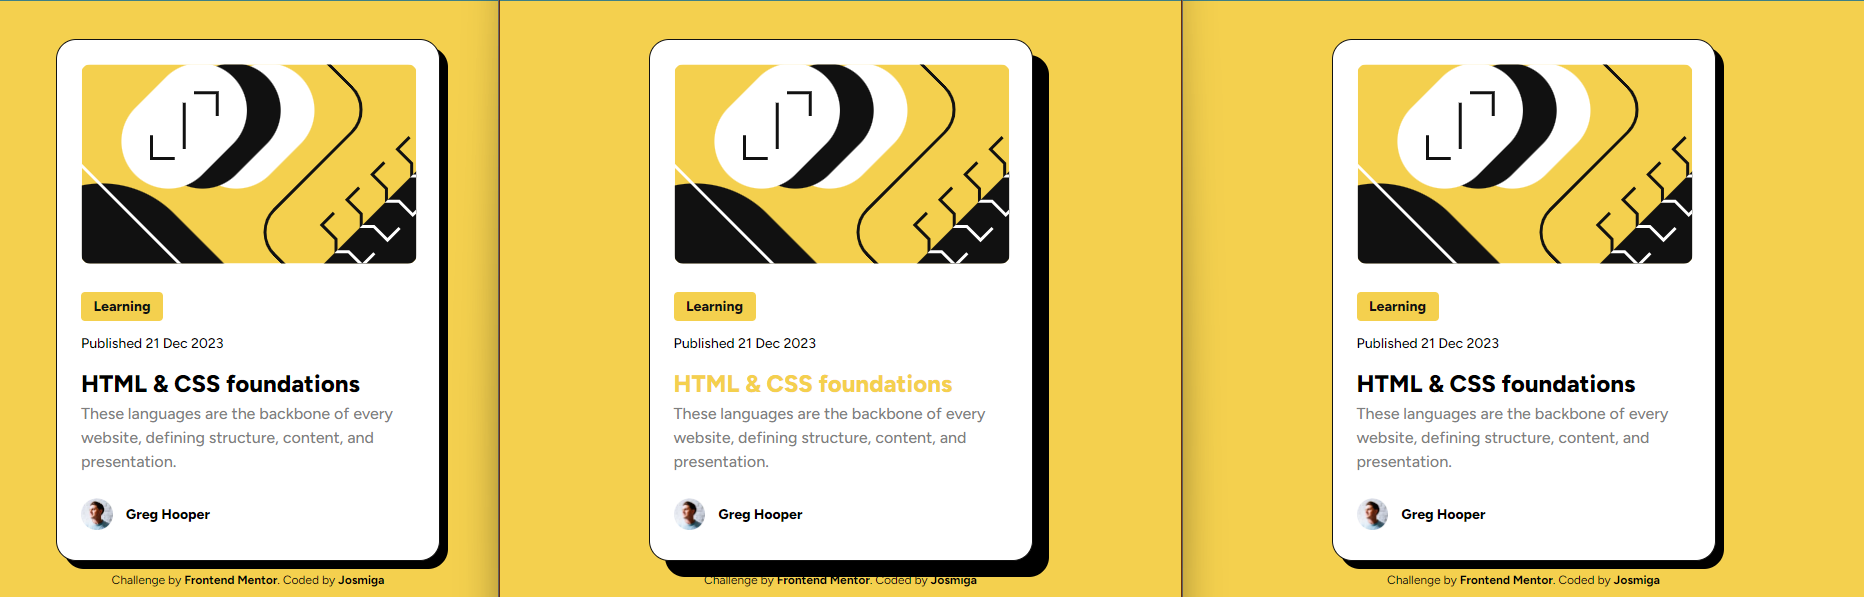 Learning
Published 21 Dec 2023
HTML & CSS foundations
These languages are the backbone of every
website, defining structure, content, and
presentation.
Greg Hooper
Challenge by Frontend Mentor. Coded by Josmiga
Learning
Published 21 Dec 2023
HTML & CSS foundations
These languages are the backbone of every
website, defining structure, content, and
presentation.
Greg Hooper
Challenge by Frontend Mentor. Coded by Josmiga
Learning
Published 21 Dec 2023
HTML & CSS foundations
These languages are the backbone of every
website, defining structure, content, and
presentation.
Greg Hooper
Challenge by Frontend Mentor. Coded by Josmiga